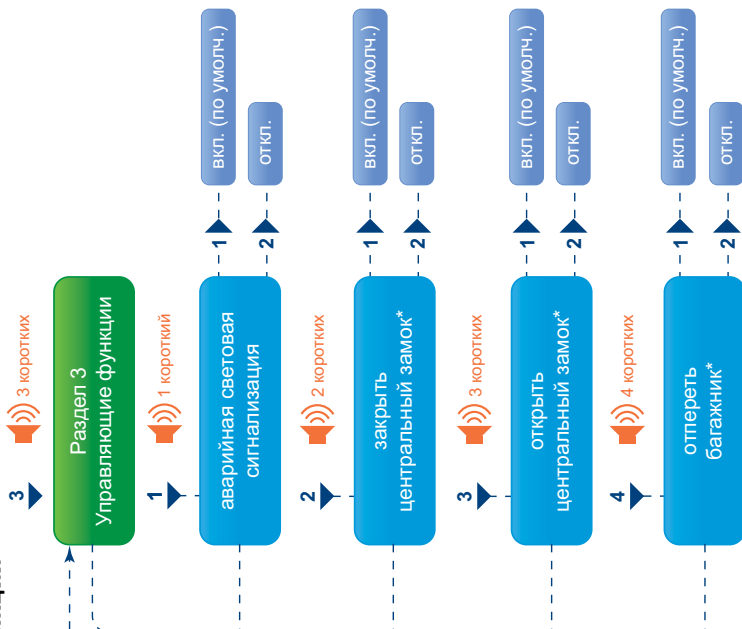 3
3 коротких
Раздел 3
Управляющие функции
1
1 короткий
аварийная световая
сигнализация
1
вкл. (по умолч.)
2
откл.
2
2 коротких
закрыть
центральный замок*
1
вкл. (по умолч.)
2
откл.
3
3 коротких
открыть
центральный замок*
1
вкл. (по умолч.)
2
откл.
4
4 коротких
отпереть
багажник*
1
вкл. (по умолч.)
2
откл.